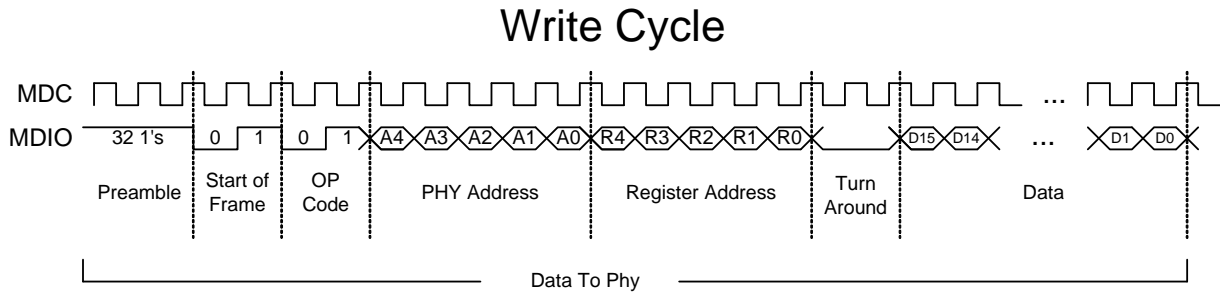 Write Cycle
MDC ...
MDIO 32 1's 0 1 0 1 A4 A3 A2 A1 A0 R4 R3 R2 R1 R0 D15 D14 ... D1 D0
Preamble Start of Frame OP Code PHY Address Register Address Turn Around Data
Data To Phy